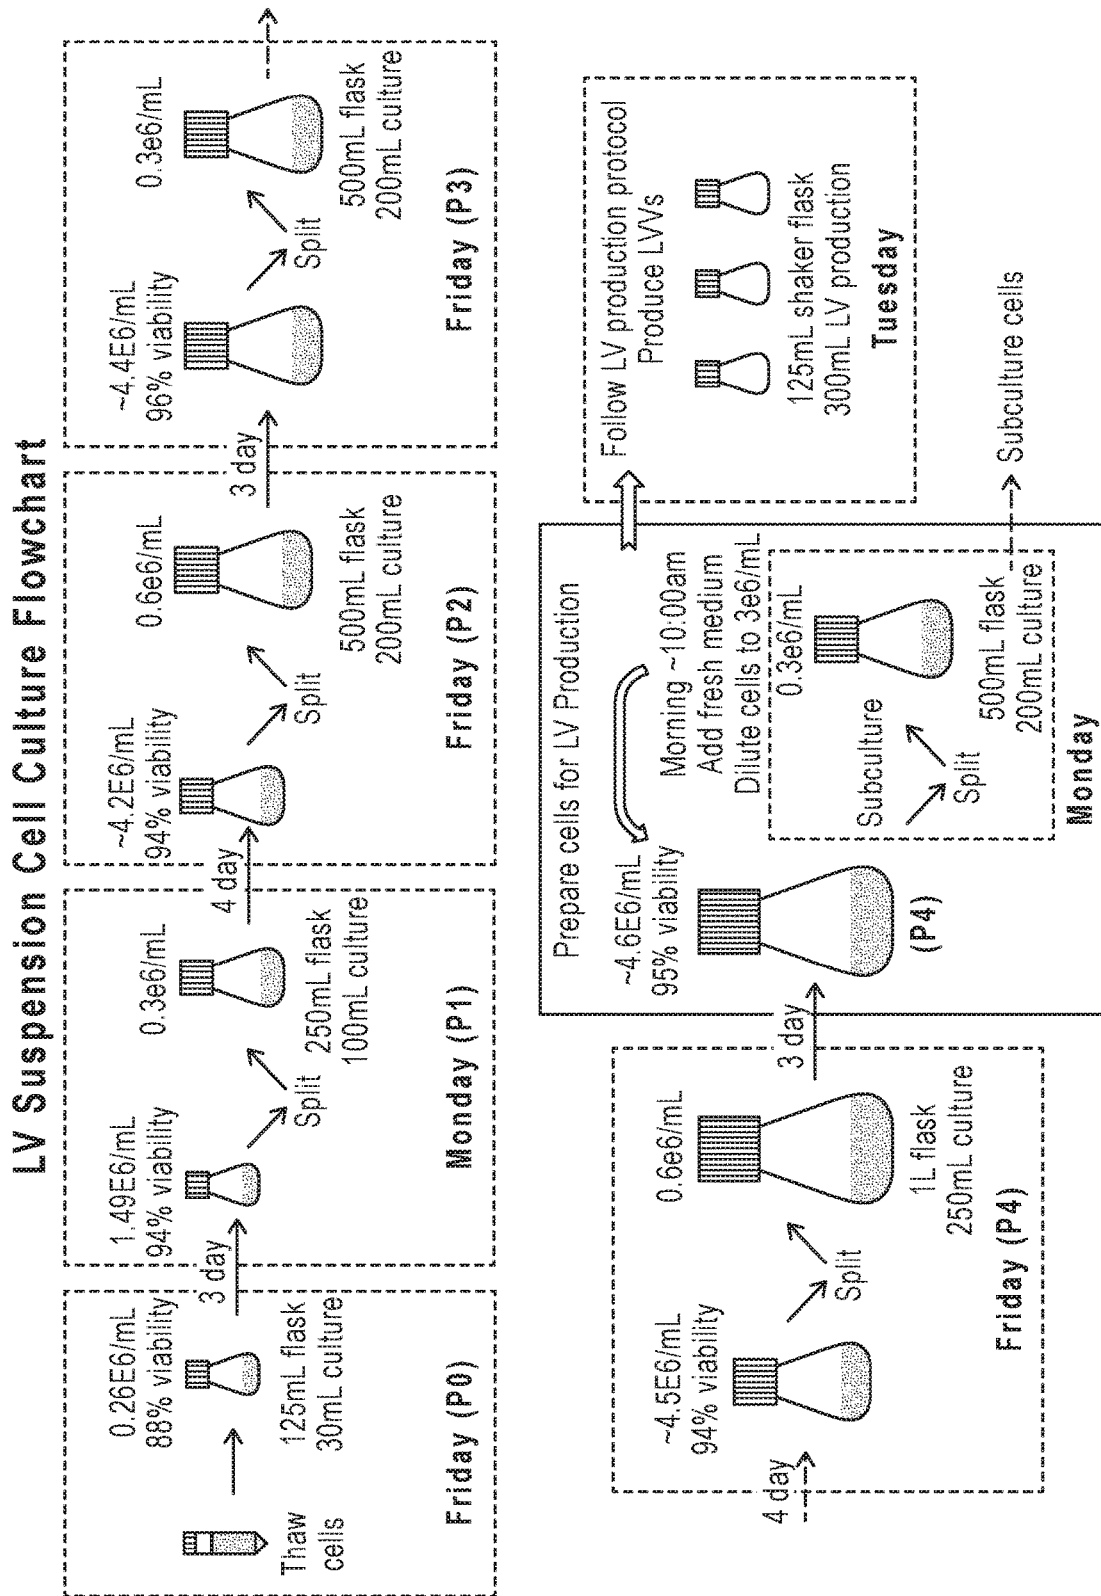 LV Suspension Cell Culture Flowchart
Thaw
cells
0.26E6/mL
88% viability
125mL flask
30mL culture
Friday (P0)
3 day
1.49E6/mL
94% viability
Split
0.3e6/mL
250mL flask
100mL culture
Monday (P1)
4 day
~4.2E6/mL
94% viability
Split
0.6e6/mL
500mL flask
200mL culture
Friday (P2)
3 day
~4.4E6/mL
96% viability
Split
0.3e6/mL
500mL flask
200mL culture
Friday (P3)
4 day
~4.5E6/mL
94% viability
Split
0.6e6/mL
1L flask
250mL culture
Friday (P4)
3 day
Prepare cells for LV Production
~4.6E6/mL
95% viability
(P4)
Morning ~10:00am
Add fresh medium
Dilute cells to 3e6/mL
Subculture
Split
0.3e6/mL
500mL flask
200mL culture
Monday
Subculture cells
Follow LV production protocol
Produce LVVs
125mL shaker flask
300mL LV production
Tuesday